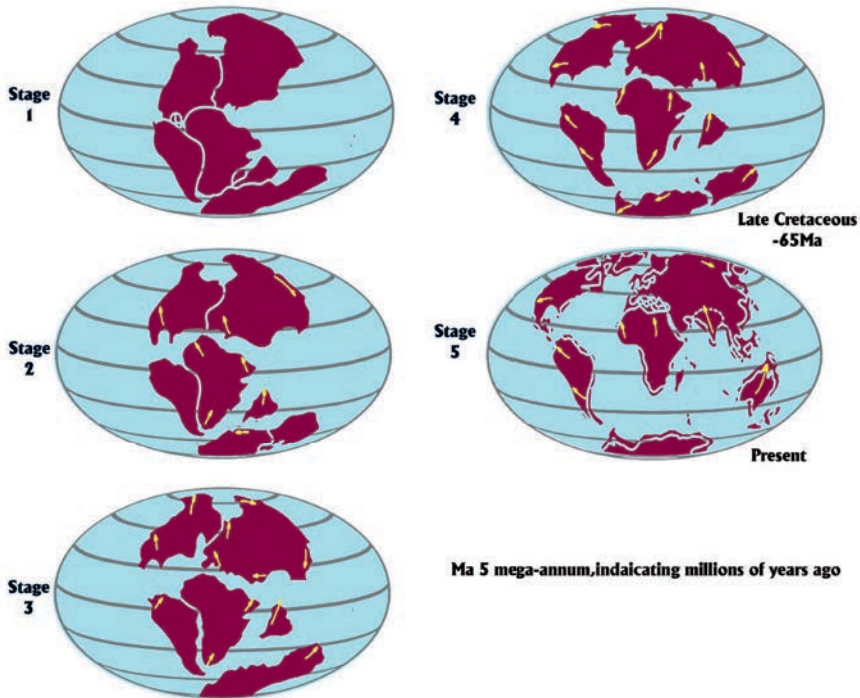 Stage
1
Stage
2
Stage
3
Stage
4
Late Cretaceous
-65Ma
Stage
5
Present
Ma 5 mega-annum,indaicating millions of years ago